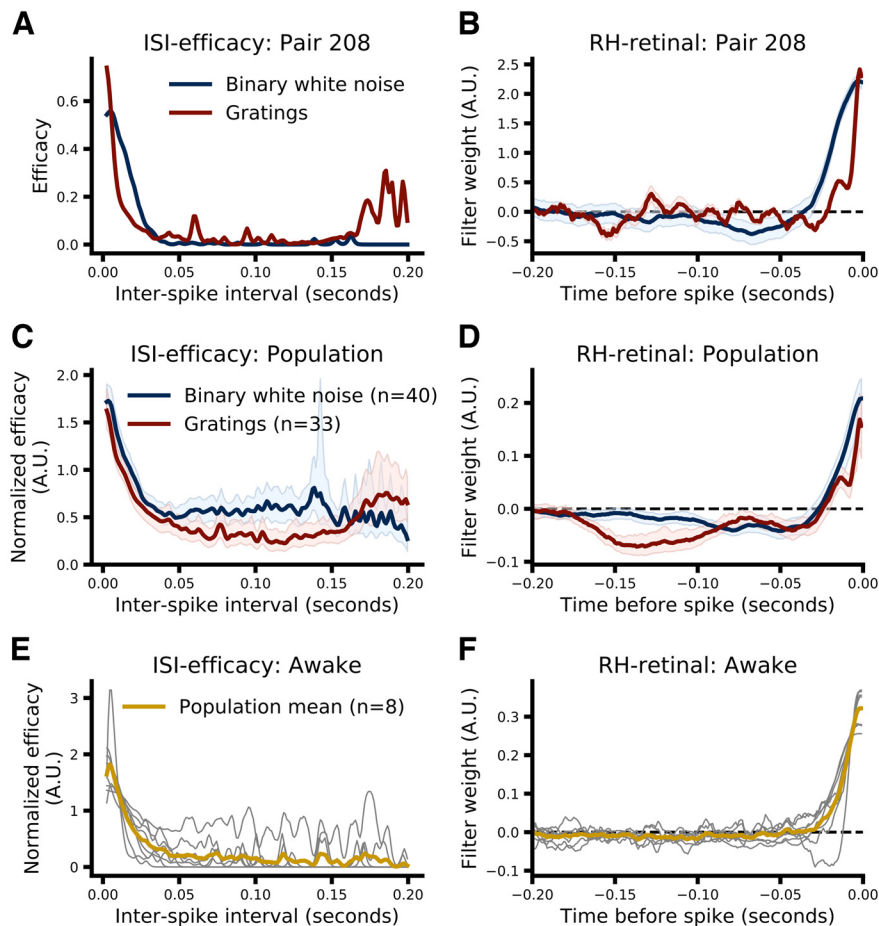 A
ISI-efficacy: Pair 208
Binary white noise
Gratings
Efficacy
0.6
0.4
0.2
0.0
0.00 0.05 0.10 0.15 0.20
Inter-spike interval (seconds)
B
RH-retinal: Pair 208
Filter weight (A.U.)
2.5
2.0
1.5
1.0
0.5
0.0
−0.5
−0.20 −0.15 −0.10 −0.05 0.00
Time before spike (seconds)
C
ISI-efficacy: Population
Binary white noise (n=40)
Gratings (n=33)
Normalized efficacy
(A.U.)
2.0
1.5
1.0
0.5
0.0
0.00 0.05 0.10 0.15 0.20
Inter-spike interval (seconds)
D
RH-retinal: Population
Filter weight (A.U.)
0.2
0.1
0.0
−0.1
−0.20 −0.15 −0.10 −0.05 0.00
Time before spike (seconds)
E
ISI-efficacy: Awake
Population mean (n=8)
Normalized efficacy
(A.U.)
3
2
1
0
0.00 0.05 0.10 0.15 0.20
Inter-spike interval (seconds)
F
RH-retinal: Awake
Filter weight (A.U.)
0.3
0.2
0.1
0.0
−0.1
−0.20 −0.15 −0.10 −0.05 0.00
Time before spike (seconds)